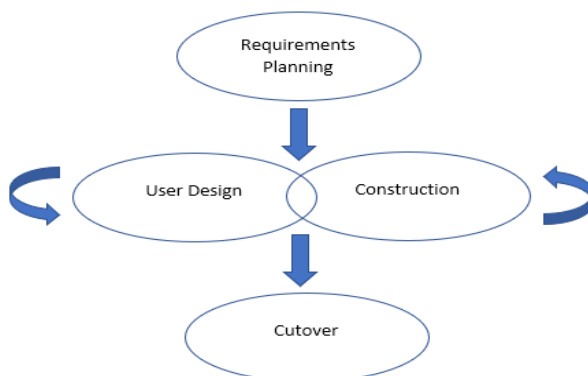 Requirements
Planning
User Design
Construction
Cutover